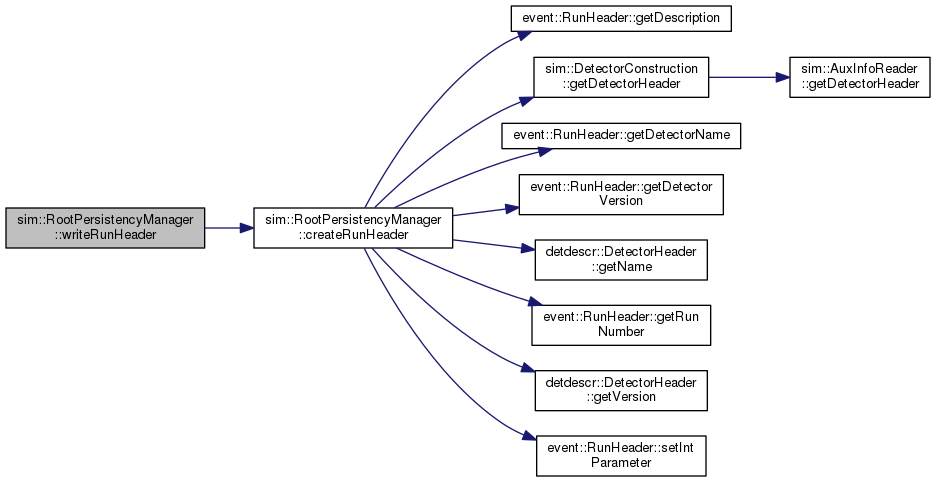 sim::RootPersistencyManager
::writeRunHeader
sim::RootPersistencyManager
::createRunHeader
event::RunHeader::getDescription
sim::DetectorConstruction
::getDetectorHeader
sim::AuxInfoReader
::getDetectorHeader
event::RunHeader::getDetectorName
event::RunHeader::getDetector
Version
detdescr::DetectorHeader
::getName
event::RunHeader::getRun
Number
detdescr::DetectorHeader
::getVersion
event::RunHeader::setInt
Parameter